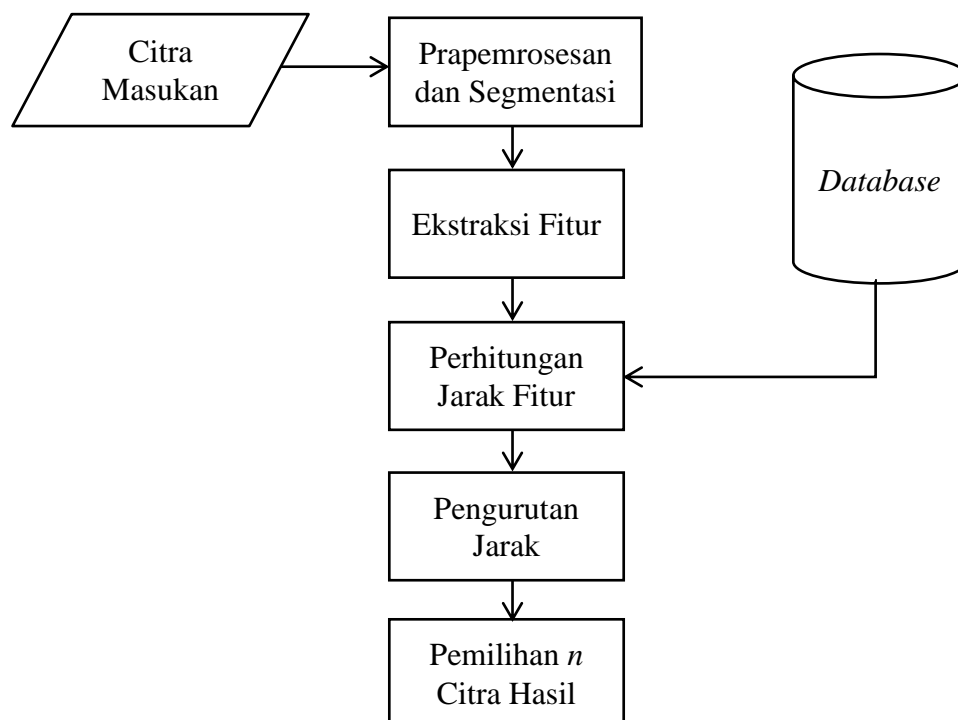 Citra
Masukan
Prapemrosesan
dan Segmentasi
Database
Ekstraksi Fitur
Perhitungan
Jarak Fitur
Pengurutan
Jarak
Pemilihan n
Citra Hasil